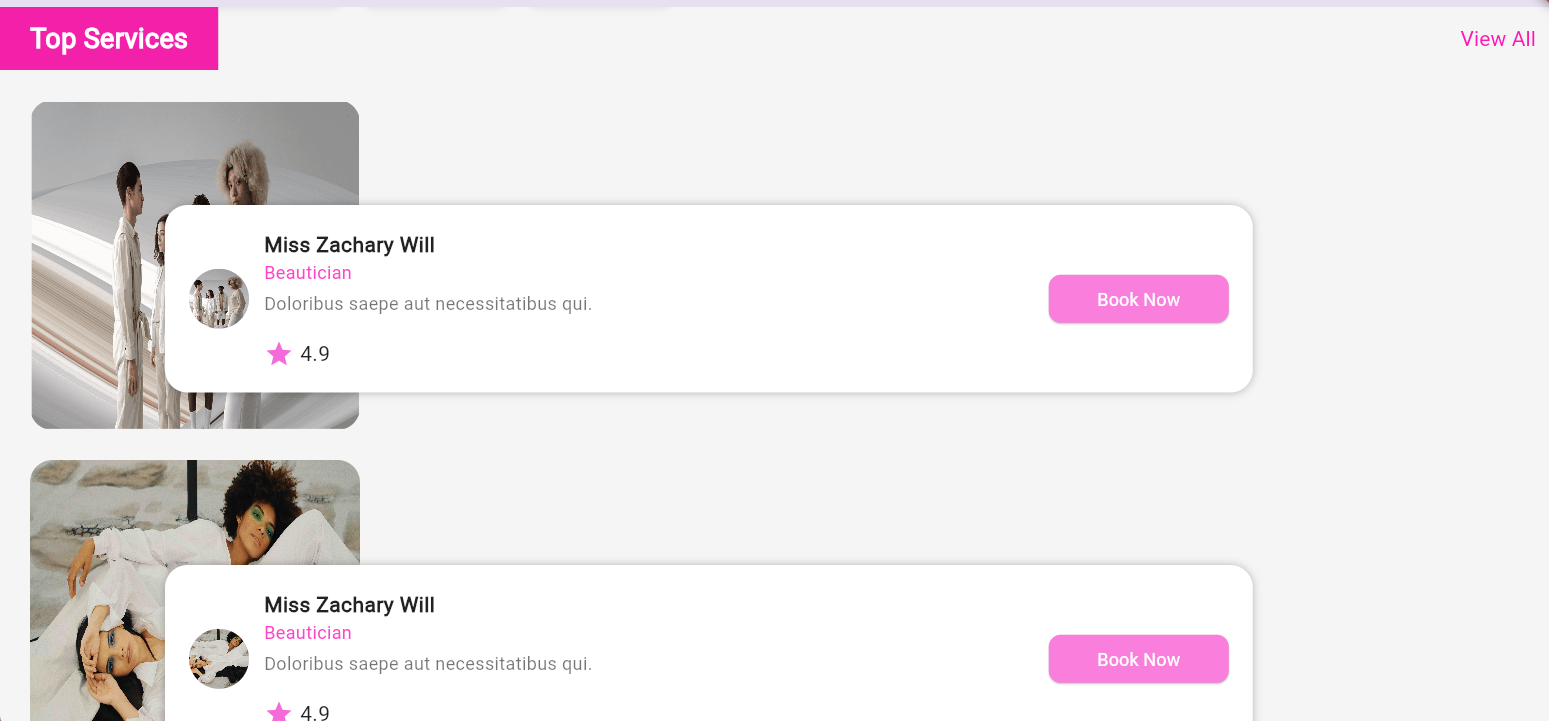 Top Services
View All
Miss Zachary Will
Beautician
Doloribus saepe aut necessitatibus qui.
4.9
Book Now
Miss Zachary Will
Beautician
Doloribus saepe aut necessitatibus qui.
4.9
Book Now